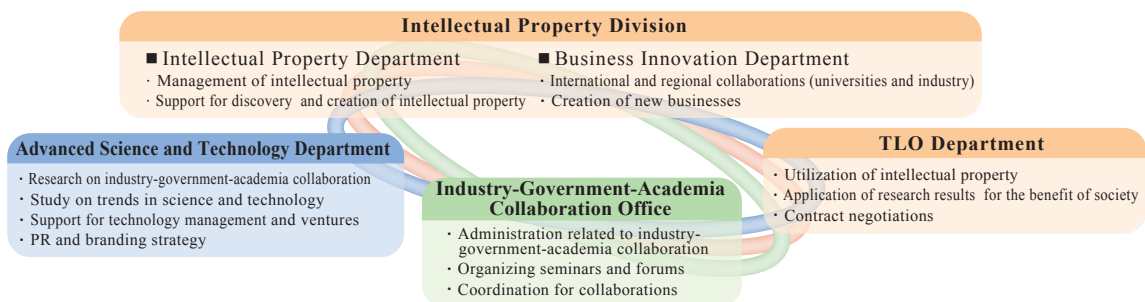 Intellectual Property Division
■ Intellectual Property Department
· Management of intellectual property
· Support for discovery and creation of intellectual property
■ Business Innovation Department
· International and regional collaborations (universities and industry)
· Creation of new businesses
Advanced Science and Technology Department
· Research on industry-government-academia collaboration
· Study on trends in science and technology
· Support for technology management and ventures
· PR and branding strategy
Industry-Government-Academia
Collaboration Office
· Administration related to industry-
government-academia collaboration
· Organizing seminars and forums
· Coordination for collaborations
TLO Department
· Utilization of intellectual property
· Application of research results for the benefit of society
· Contract negotiations